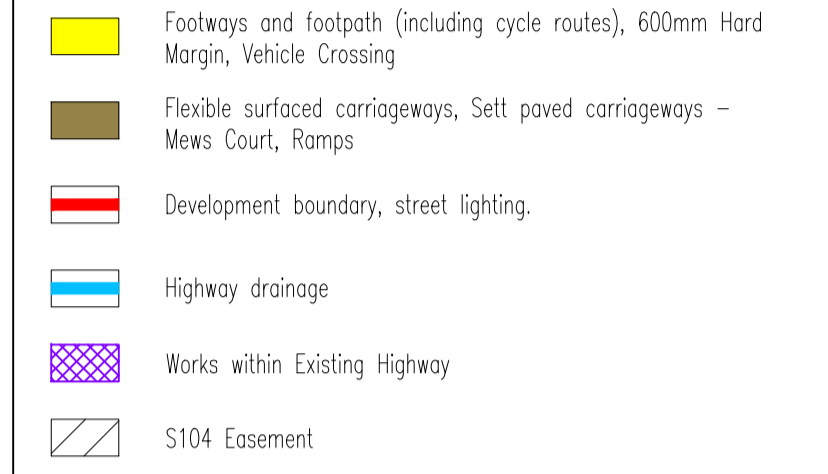 Footways and footpath (including cycle routes), 600mm Hard
Margin, Vehicle Crossing
Flexible surfaced carriageways, Sett paved carriageways –
Mews Court, Ramps
Development boundary, street lighting.
Highway drainage
Works within Existing Highway
S104 Easement